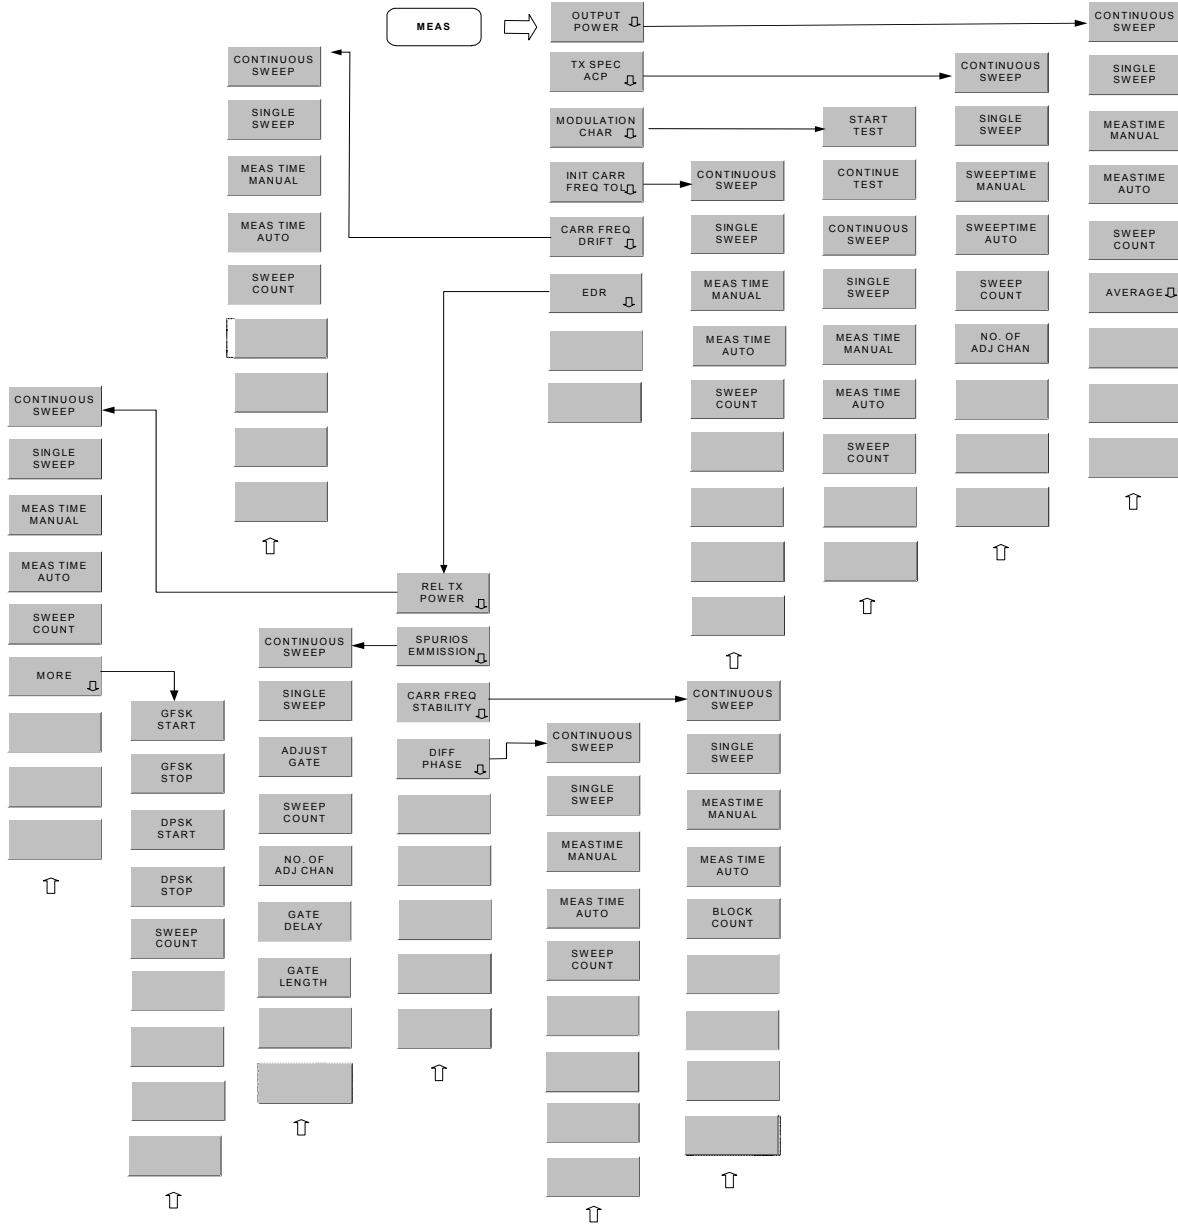 MEAS
OUTPUT
POWER
TX SPEC
ACP
MODULATION
CHAR
INIT CARR
FREQ TOL
CARR FREQ
DRIFT
EDR
CONTINUOUS
SWEEP
SINGLE
SWEEP
MEASTIME
MANUAL
MEASTIME
AUTO
SWEEP
COUNT
AVERAGE
CONTINUOUS
SWEEP
SINGLE
SWEEP
SWEEPTIME
MANUAL
SWEEPTIME
AUTO
SWEEP
COUNT
NO. OF
ADJ CHAN
START
TEST
CONTINUE
TEST
CONTINUOUS
SWEEP
SINGLE
SWEEP
MEAS TIME
MANUAL
MEAS TIME
AUTO
SWEEP
COUNT
CONTINUOUS
SWEEP
SINGLE
SWEEP
MEAS TIME
MANUAL
MEAS TIME
AUTO
SWEEP
COUNT
CONTINUOUS
SWEEP
SINGLE
SWEEP
MEAS TIME
MANUAL
MEAS TIME
AUTO
SWEEP
COUNT
REL TX
POWER
SPURIOS
EMMISSION
CARR FREQ
STABILITY
DIFF
PHASE
CONTINUOUS
SWEEP
SINGLE
SWEEP
MEAS TIME
MANUAL
MEAS TIME
AUTO
SWEEP
COUNT
MORE
GFSK
START
GFSK
STOP
DPSK
START
DPSK
STOP
SWEEP
COUNT
CONTINUOUS
SWEEP
SINGLE
SWEEP
ADJUST
GATE
SWEEP
COUNT
NO. OF
ADJ CHAN
GATE
DELAY
GATE
LENGTH
CONTINUOUS
SWEEP
SINGLE
SWEEP
MEASTIME
MANUAL
MEAS TIME
AUTO
SWEEP
COUNT
CONTINUOUS
SWEEP
SINGLE
SWEEP
MEASTIME
MANUAL
MEAS TIME
AUTO
BLOCK
COUNT